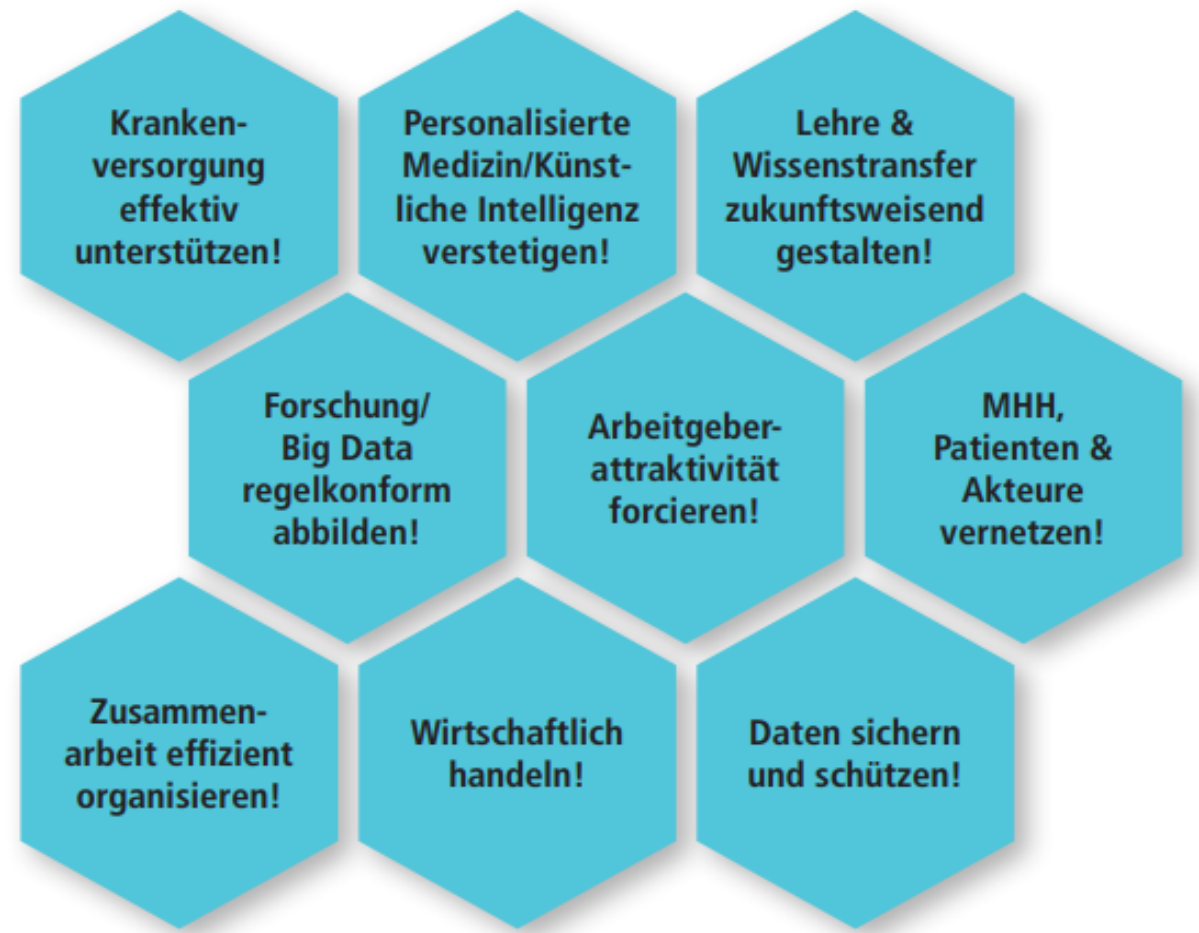 Kranken-
versorgung
effektiv
unterstützen!
Personalisierte
Medizin/Künst-
liche Intelligenz
verstetigen!
Lehre &
Wissenstransfer
zukunftsweisend
gestalten!
Forschung/
Big Data
regelkonform
abbilden!
Arbeitgeber-
attraktivität
forcieren!
MHH,
Patienten &
Akteure
vernetzen!
Zusammen-
arbeit effizient
organisieren!
Wirtschaftlich
handeln!
Daten sichern
und schützen!